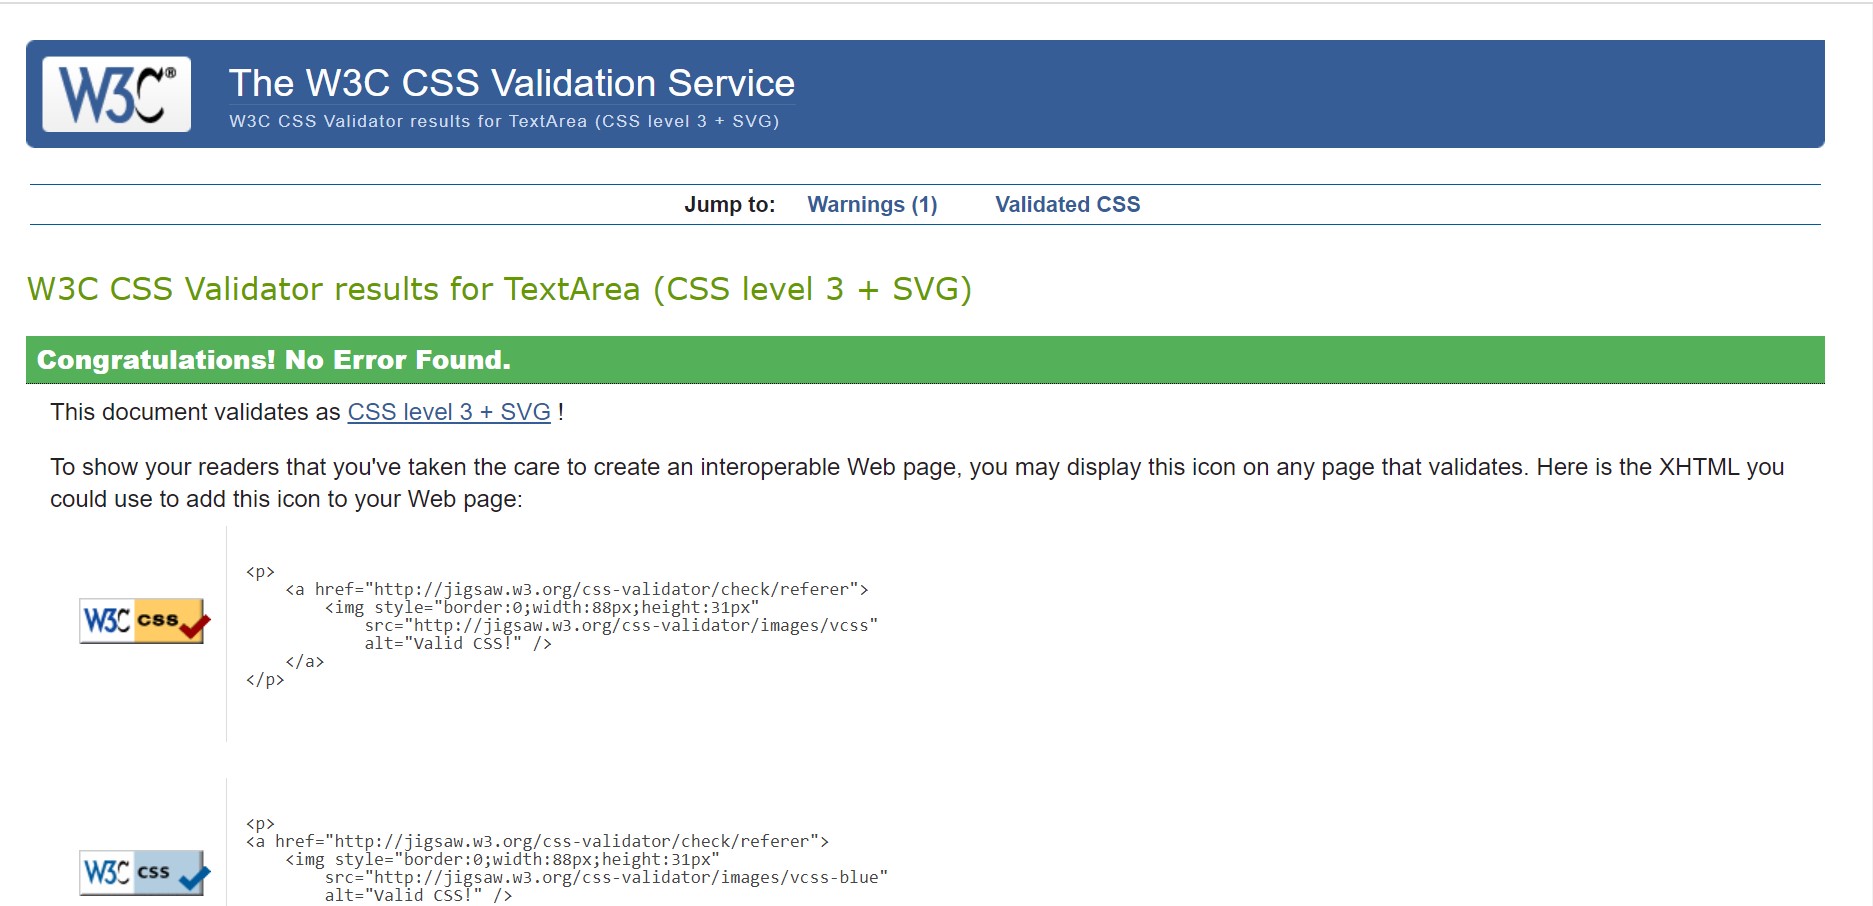 W3C®
The W3C CSS Validation Service
W3C CSS Validator results for TextArea (CSS level 3 + SVG)
Jump to: Warnings (1) Validated CSS
W3C CSS Validator results for TextArea (CSS level 3 + SVG)
Congratulations! No Error Found.
This document validates as CSS level 3 + SVG !
To show your readers that you've taken the care to create an interoperable Web page, you may display this icon on any page that validates. Here is the XHTML you
could use to add this icon to your Web page:
<p>
    <a href="http://jigsaw.w3.org/css-validator/check/referer">
        <img style="border:0;width:88px;height:31px"
            src="http://jigsaw.w3.org/css-validator/images/vcss"
            alt="Valid CSS!" />
    </a>
</p>
W3C css
<p>
<a href="http://jigsaw.w3.org/css-validator/check/referer">
    <img style="border:0;width:88px;height:31px"
        src="http://jigsaw.w3.org/css-validator/images/vcss-blue"
        alt="Valid CSS!" />
W3C css